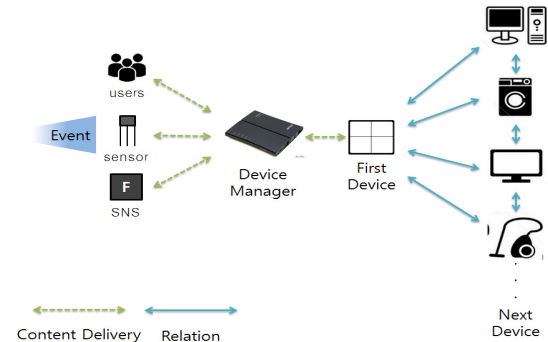 users
Event
sensor
F
SNS
Device
Manager
First
Device
Next
Device
Content Delivery
Relation